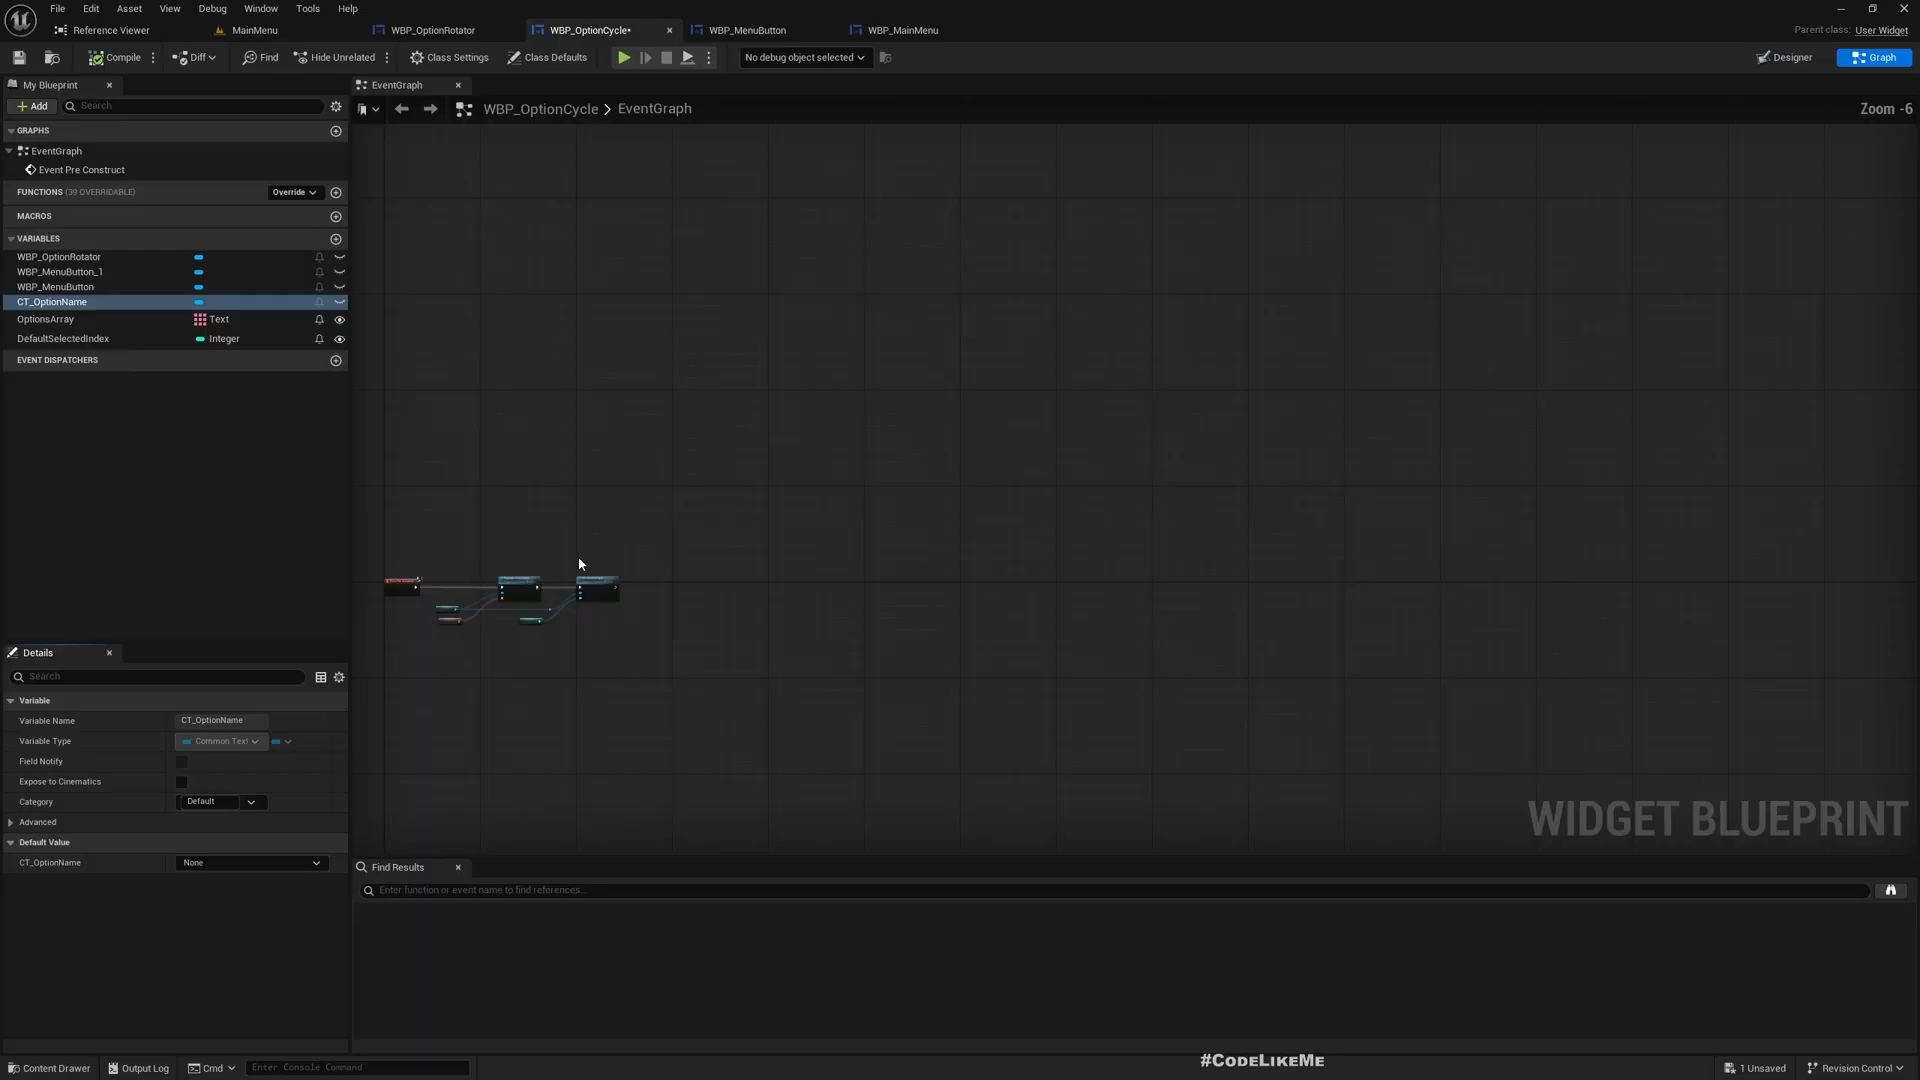 File Edit Asset View Debug Window Tools Help
Reference Viewer MainMenu WBP_OptionRotator WBP_OptionCycle• WBP_MenuButton WBP_MainMenu Parent class: User Widget
Compile Diff Find Hide Unrelated Class Settings Class Defaults No debug object selected Designer Graph
My Blueprint EventGraph
Add Search WBP_OptionCycle > EventGraph Zoom -6
GRAPHS
EventGraph
Event Pre Construct
FUNCTIONS (39 OVERRIDABLE) Override
MACROS
VARIABLES
WBP_OptionRotator
WBP_MenuButton_1
WBP_MenuButton
CT_OptionName
OptionsArray Text
DefaultSelectedIndex Integer
EVENT DISPATCHERS
Details
Search
Variable
Variable Name CT_OptionName
Variable Type Common Text
Field Notify
Expose to Cinematics
Category Default
Advanced
Default Value
CT_OptionName None
WIDGET BLUEPRINT
Find Results
Enter function or event name to find references...
#CODELIKEME
Content Drawer Output Log Cmd Enter Console Command 1 Unsaved Revision Control